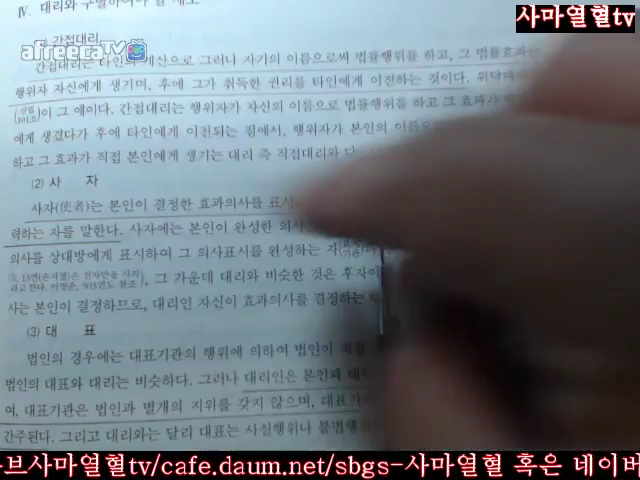 Ⅳ. 대리와 구별하여야 할 제도
사마열혈tv
afreecaTV
간접대리
간접대리는 타인의 계산으로 그러나 자기의 이름으로써 법률행위를 하고, 그 법률효과는
행위자 자신에게 생기며, 후에 그가 취득한 권리를 타인에게 이전하는 것이다.
(상법 101조)이 그 예이다. 간접대리는 행위자가 자신의 이름으로 법률행위를 하고 그 효과가
에게 생겼다가 후에 타인에게 이전되는 점에서, 행위자가 본인의 이름으로
하고 그 효과가 직접 본인에게 생기는 대리 즉 직접대리와 다
(2) 사 자
사자(使者)는 본인이 결정한 효과의사를 표시
력하는 자를 말한다. 사자에는 본인이 완성한 의사
의사를 상대방에게 표시하여 그 의사표시를 완성하는 자
, 그 가운데 대리와 비슷한 것은 후자이
사는 본인이 결정하므로, 대리인 자신이 효과의사를 결정하는
(3) 대 표
법인의 경우에는 대표기관의 행위에 의하여 법인이 직접
법인의 대표와 대리는 비슷하다. 그러나 대리인은 본인과
여, 대표기관은 법인과 별개의 지위를 갖지 않으며, 대표기
간주된다. 그리고 대리와는 달리 대표는 사실행위나 불법행위
브사마열혈tv/cafe.daum.net/sbgs-사마열혈 혹은 네이버